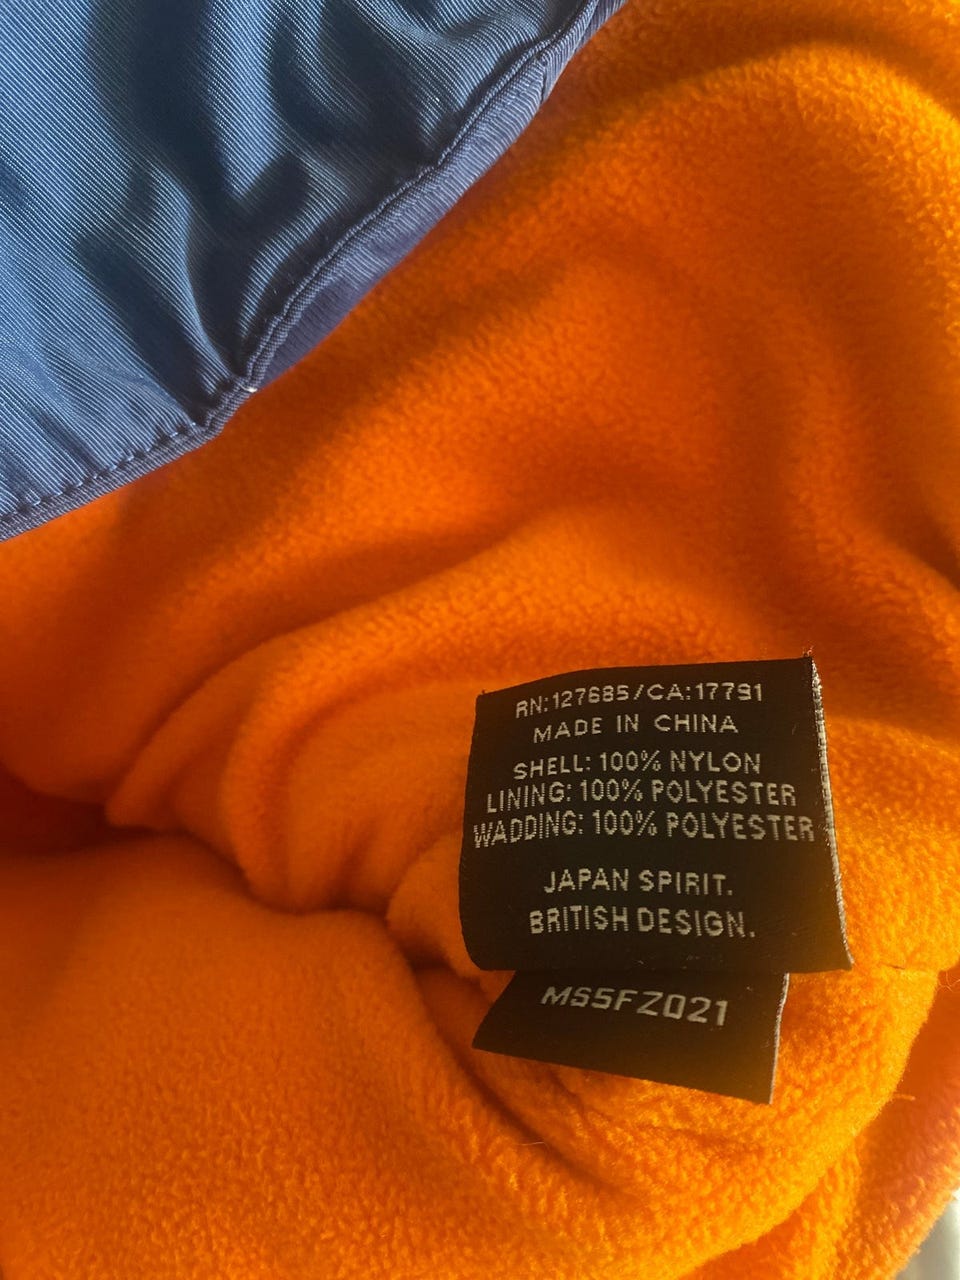 RN:127685/CA:17791
MADE IN CHINA
SHELL: 100% NYLON
LINING: 100% POLYESTER
WADDING: 100% POLYESTER
JAPAN SPIRIT.
BRITISH DESIGN.
MS5FZ021